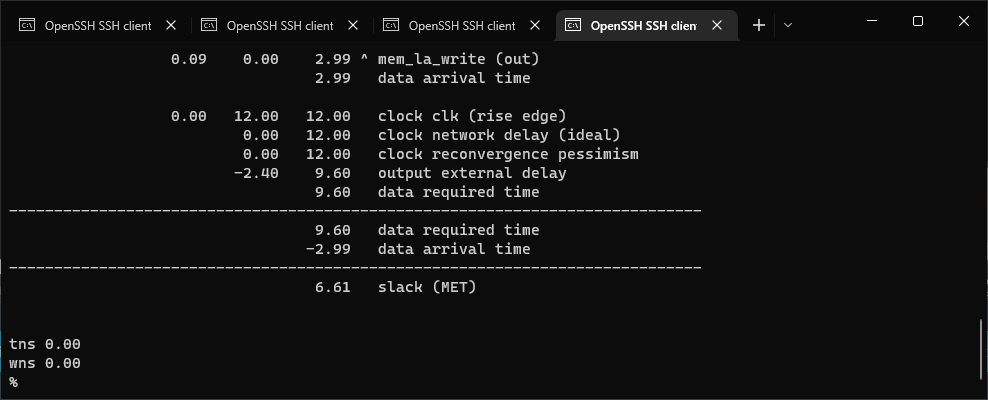 OpenSSH SSH client
OpenSSH SSH client
OpenSSH SSH client
OpenSSH SSH clien
0.09 0.00 2.99 ^ mem_la_write (out)
2.99 data arrival time
0.00 12.00 12.00 clock clk (rise edge)
0.00 12.00 clock network delay (ideal)
0.00 12.00 clock reconvergence pessimism
-2.40 9.60 output external delay
9.60 data required time
-----------------------------------------------------------------------------
9.60 data required time
-2.99 data arrival time
-----------------------------------------------------------------------------
6.61 slack (MET)
tns 0.00
wns 0.00
%